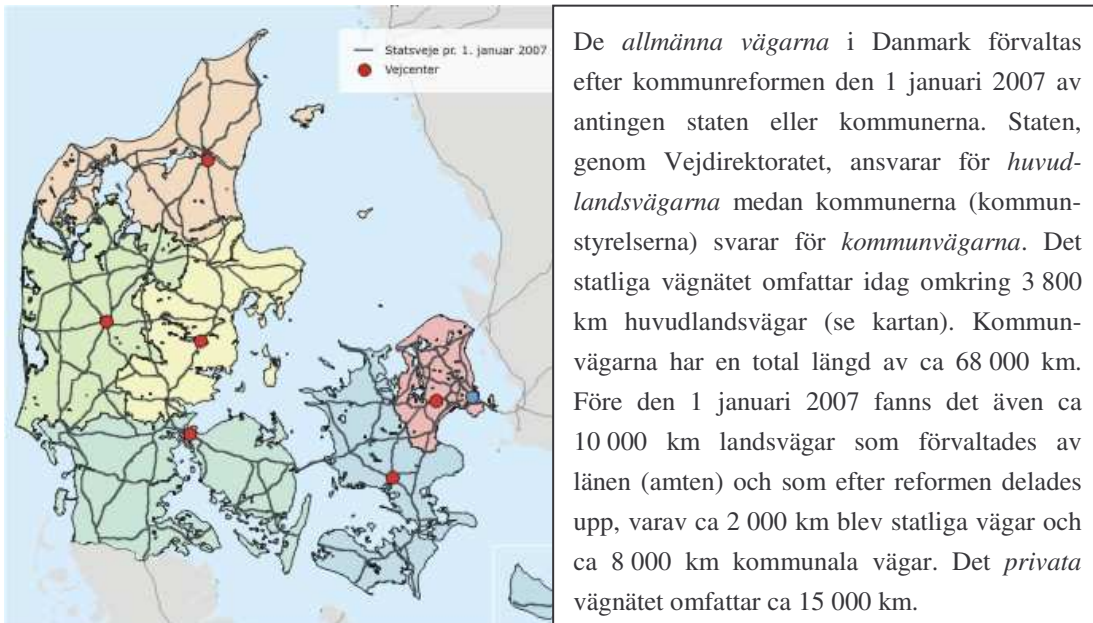 Statsveje pr. 1. januar 2007
Vejcenter
De allmänna vägarna i Danmark förvaltas
efter kommunreformen den 1 januari 2007 av
antingen staten eller kommunerna. Staten,
genom Vejdirektoratet, ansvarar för huvud-
landsvägarna medan kommunerna (kommun-
styrelserna) svarar för kommunvägarna. Det
statliga vägnätet omfattar idag omkring 3 800
km huvudlandsvägar (se kartan). Kommun-
vägarna har en total längd av ca 68 000 km.
Före den 1 januari 2007 fanns det även ca
10 000 km landsvägar som förvaltades av
länen (amten) och som efter reformen delades
upp, varav ca 2 000 km blev statliga vägar och
ca 8 000 km kommunala vägar. Det privata
vägnätet omfattar ca 15 000 km.